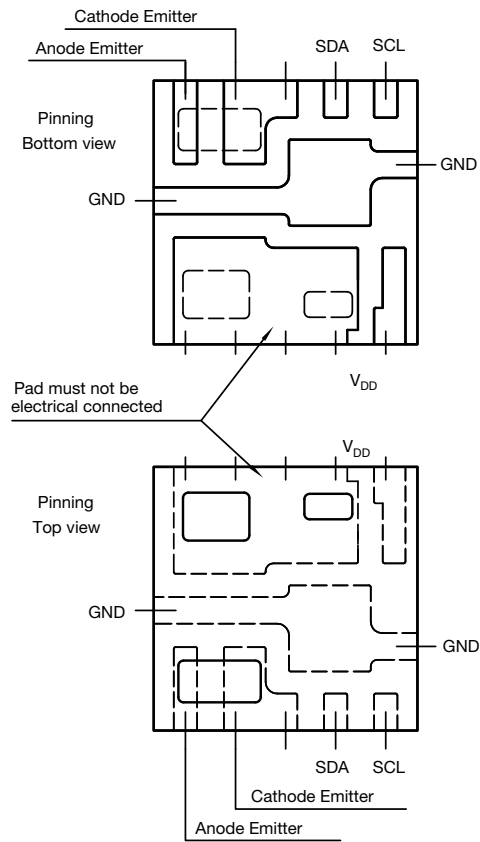 Cathode Emitter
Anode Emitter
SDA
SCL
Pinning
Bottom view
GND
GND
V_DD
Pad must not be
electrical connected
V_DD
Pinning
Top view
GND
GND
SDA
SCL
Cathode Emitter
Anode Emitter